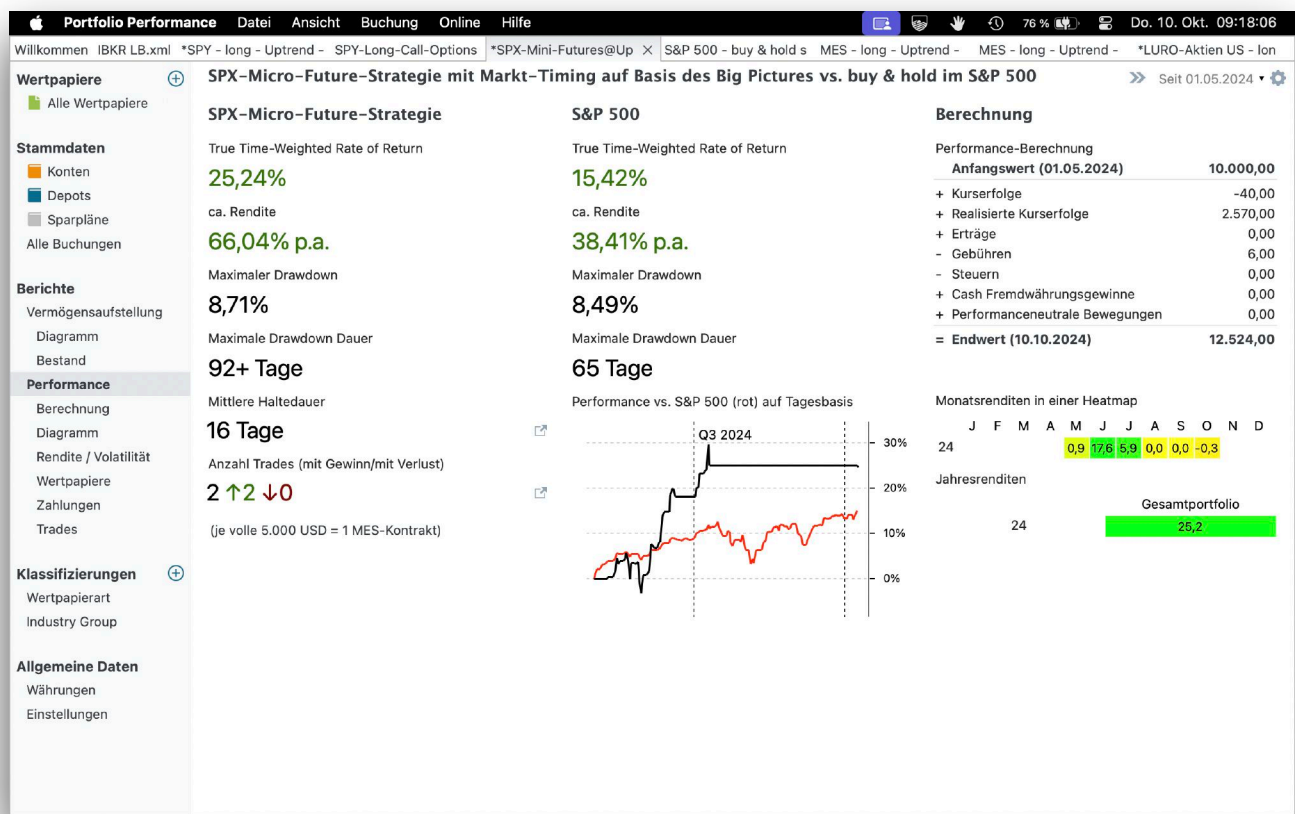 Portfolio Performance Datei Ansicht Buchung Online Hilfe 76 % Do. 10. Okt. 09:18:06
Willkommen IBKR LB.xml *SPY - long - Uptrend - SPY-Long-Call-Options *SPX-Mini-Futures@Up S&P 500 - buy & hold s MES - long - Uptrend - MES - long - Uptrend - *LURO-Aktien US - lon
Wertpapiere
Alle Wertpapiere
Stammdaten
Konten
Depots
Sparpläne
Alle Buchungen
Berichte
Vermögensaufstellung
Diagramm
Bestand
Performance
Berechnung
Diagramm
Rendite / Volatilität
Wertpapiere
Zahlungen
Trades
Klassifizierungen
Wertpapierart
Industry Group
Allgemeine Daten
Währungen
Einstellungen
SPX-Micro-Future-Strategie mit Markt-Timing auf Basis des Big Pictures vs. buy & hold im S&P 500
Seit 01.05.2024
SPX-Micro-Future-Strategie
True Time-Weighted Rate of Return
25,24%
ca. Rendite
66,04% p.a.
Maximaler Drawdown
8,71%
Maximale Drawdown Dauer
92+ Tage
Mittlere Haltedauer
16 Tage
Anzahl Trades (mit Gewinn/mit Verlust)
2 ↑2 ↓0
(je volle 5.000 USD = 1 MES-Kontrakt)
S&P 500
True Time-Weighted Rate of Return
15,42%
ca. Rendite
38,41% p.a.
Maximaler Drawdown
8,49%
Maximale Drawdown Dauer
65 Tage
Performance vs. S&P 500 (rot) auf Tagesbasis
Q3 2024
30%
20%
10%
0%
Berechnung
Performance-Berechnung
Anfangswert (01.05.2024) 10.000,00
+ Kurserfolge -40,00
+ Realisierte Kurserfolge 2.570,00
+ Erträge 0,00
- Gebühren 6,00
- Steuern 0,00
+ Cash Fremdwährungsgewinne 0,00
+ Performanceneutrale Bewegungen 0,00
= Endwert (10.10.2024) 12.524,00
Monatsrenditen in einer Heatmap
J F M A M J J A S O N D
24 0,9 17,6 5,9 0,0 0,0 -0,3
Jahresrenditen
Gesamtportfolio
24 25,2